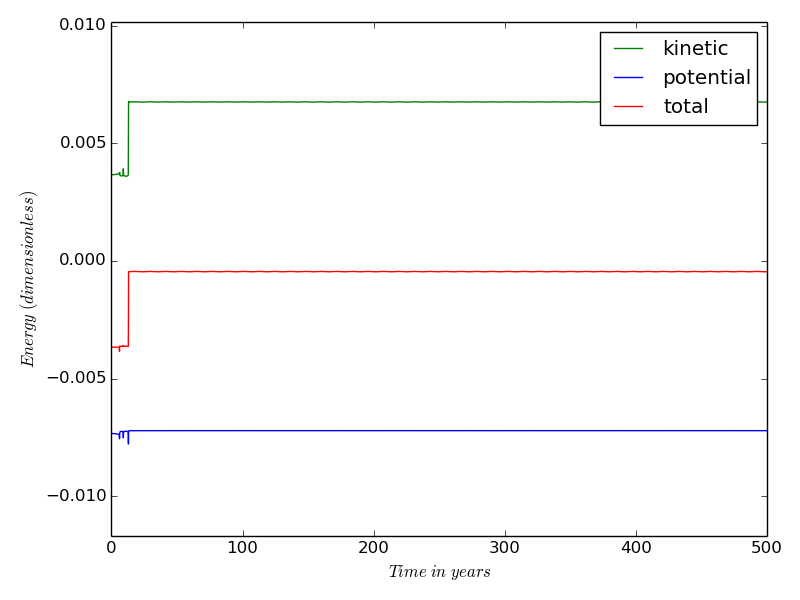 0.010
0.005
0.000
−0.005
−0.010
Energy (dimensionless)
kinetic
potential
total
0 100 200 300 400 500
Time in years